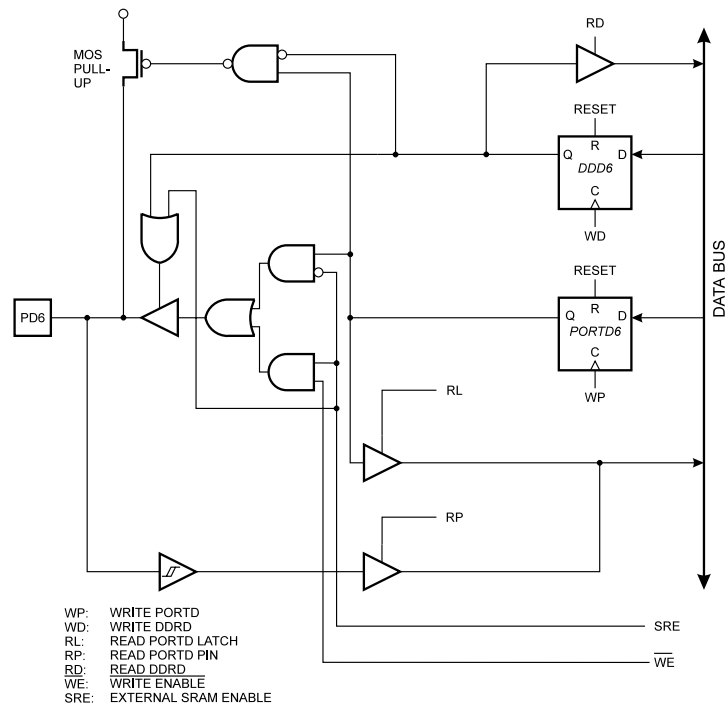 MOS
PULL-
UP
RD
RESET
R
Q
D
DDD6
C
WD
RESET
R
PD6
Q
D
PORTD6
C
WP
DATA BUS
RL
RP
WP: WRITE PORTD
WD: WRITE DDRD
RL: READ PORTD LATCH
RP: READ PORTD PIN
RD: READ DDRD
WE: WRITE ENABLE
SRE: EXTERNAL SRAM ENABLE
SRE
WE